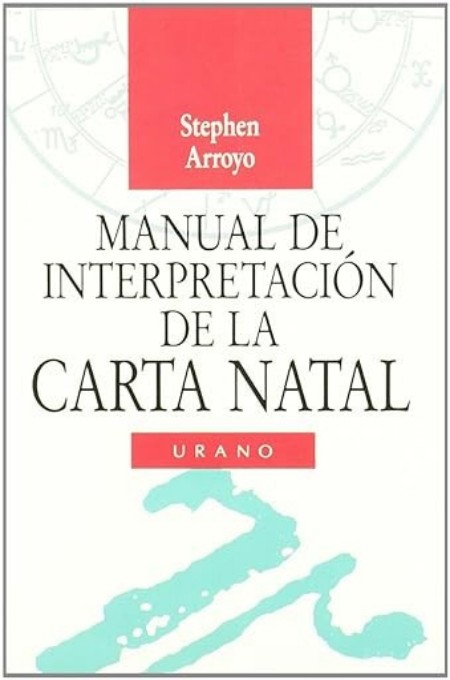 Stephen
Arroyo
MANUAL DE
INTERPRETACIÓN
DE LA
CARTA NATAL
URANO